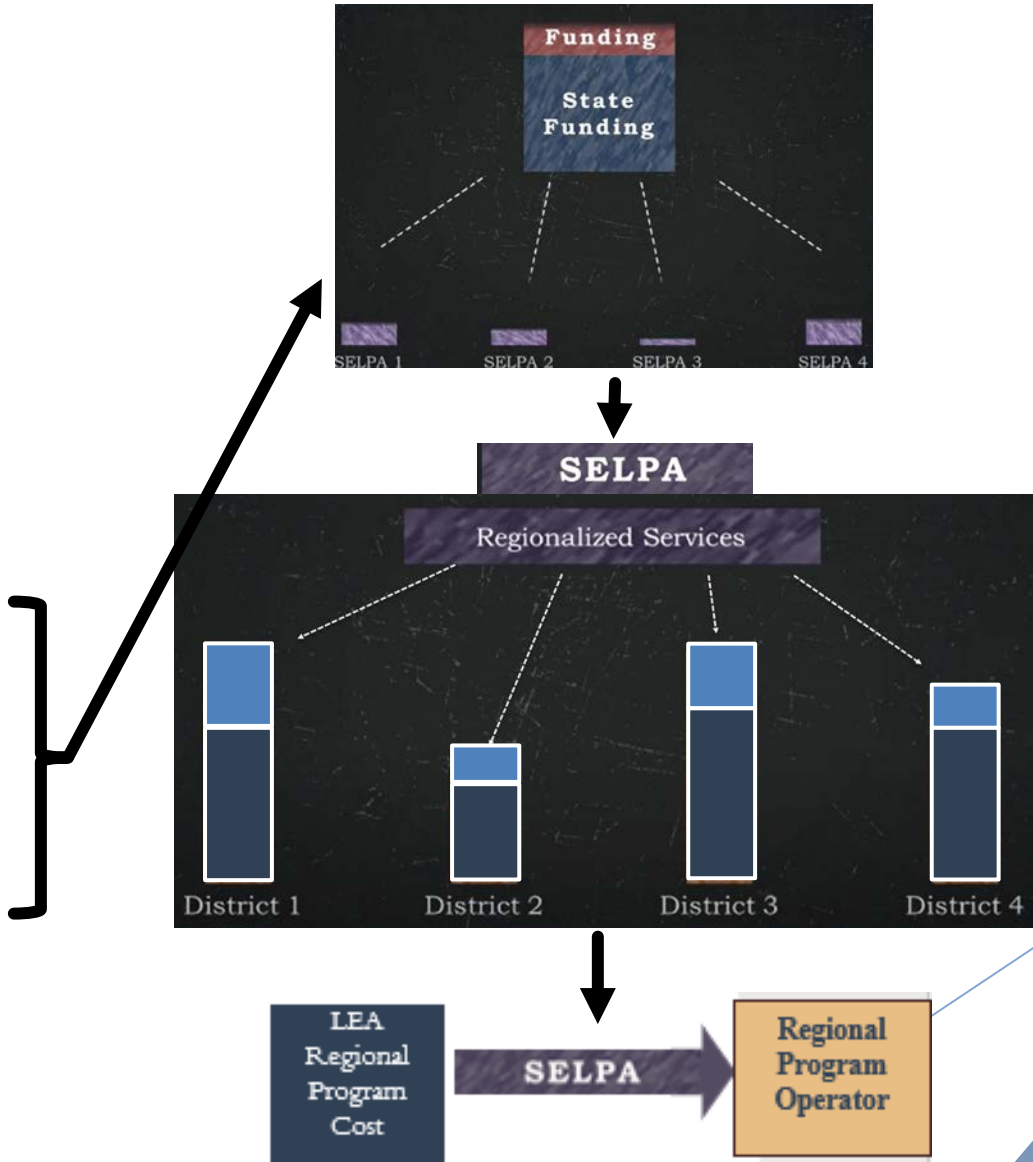 Funding
State
Funding
SELPA 1 SELPA 2 SELPA 3 SELPA 4
SELPA
Regionalized Services
District 1 District 2 District 3 District 4
LEA
Regional
Program
Cost
SELPA
Regional
Program
Operator